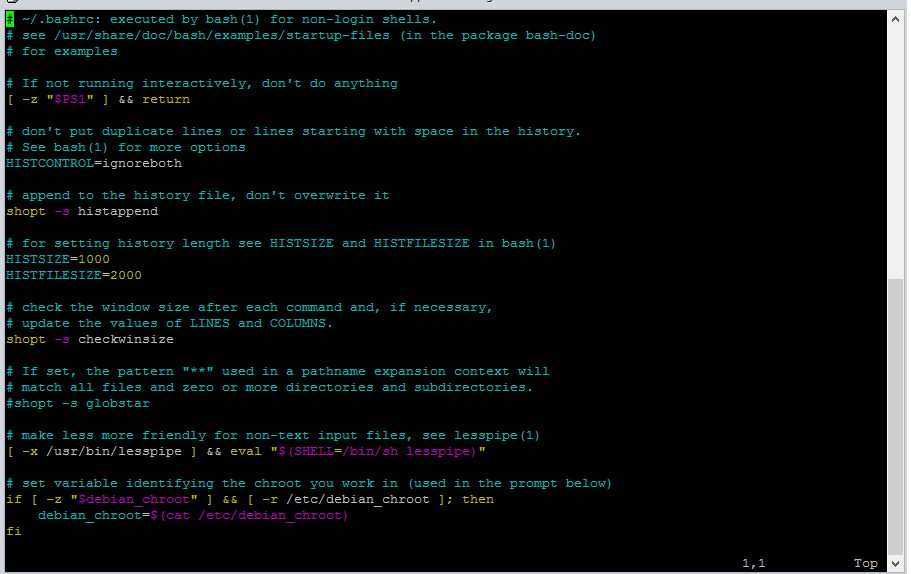 # ~/.bashrc: executed by bash(1) for non-login shells.
# see /usr/share/doc/bash/examples/startup-files (in the package bash-doc)
# for examples
# If not running interactively, don't do anything
[ -z "$PS1" ] && return
# don't put duplicate lines or lines starting with space in the history.
# See bash(1) for more options
HISTCONTROL=ignoreboth
# append to the history file, don't overwrite it
shopt -s histappend
# for setting history length see HISTSIZE and HISTFILESIZE in bash(1)
HISTSIZE=1000
HISTFILESIZE=2000
# check the window size after each command and, if necessary,
# update the values of LINES and COLUMNS.
shopt -s checkwinsize
# If set, the pattern "**" used in a pathname expansion context will
# match all files and zero or more directories and subdirectories.
#shopt -s globstar
# make less more friendly for non-text input files, see lesspipe(1)
[ -x /usr/bin/lesspipe ] && eval "$(SHELL=/bin/sh lesspipe)"
# set variable identifying the chroot you work in (used in the prompt below)
if [ -z "$debian_chroot" ] && [ -r /etc/debian_chroot ]; then
    debian_chroot=$(cat /etc/debian_chroot)
fi
1,1 Top